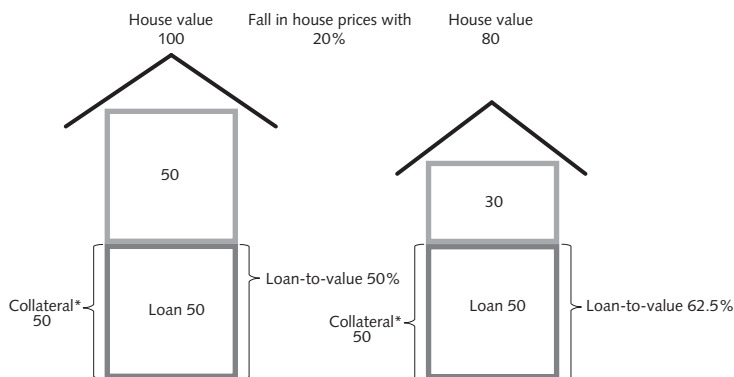 House value
100
Fall in house prices with
20%
House value
80
50
30
Loan-to-value 50%
Collateral*
50
Loan 50
Loan 50
Loan-to-value 62.5%
Collateral*
50